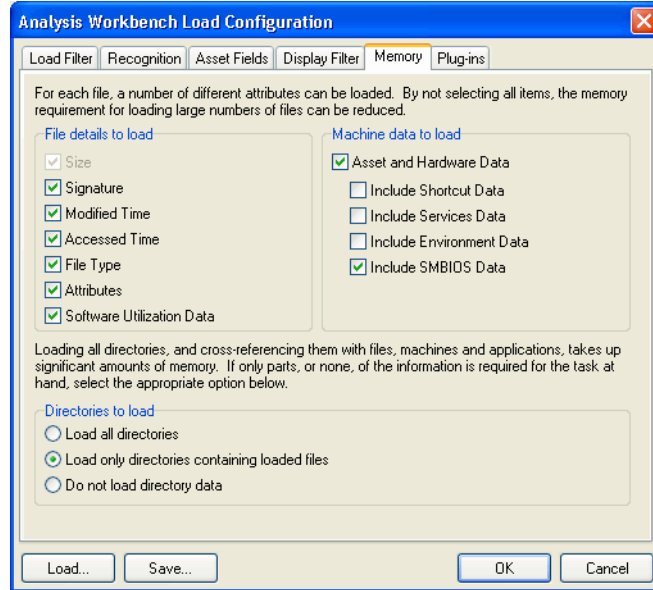 Analysis Workbench Load Configuration
Load Filter Recognition Asset Fields Display Filter Memory Plug-ins
For each file, a number of different attributes can be loaded. By not selecting all items, the memory
requirement for loading large numbers of files can be reduced.
File details to load
Size
Signature
Modified Time
Accessed Time
File Type
Attributes
Software Utilization Data
Machine data to load
Asset and Hardware Data
Include Shortcut Data
Include Services Data
Include Environment Data
Include SMBIOS Data
Loading all directories, and cross-referencing them with files, machines and applications, takes up
significant amounts of memory. If only parts, or none, of the information is required for the task at
hand, select the appropriate option below.
Directories to load
Load all directories
Load only directories containing loaded files
Do not load directory data
Load... Save... OK Cancel